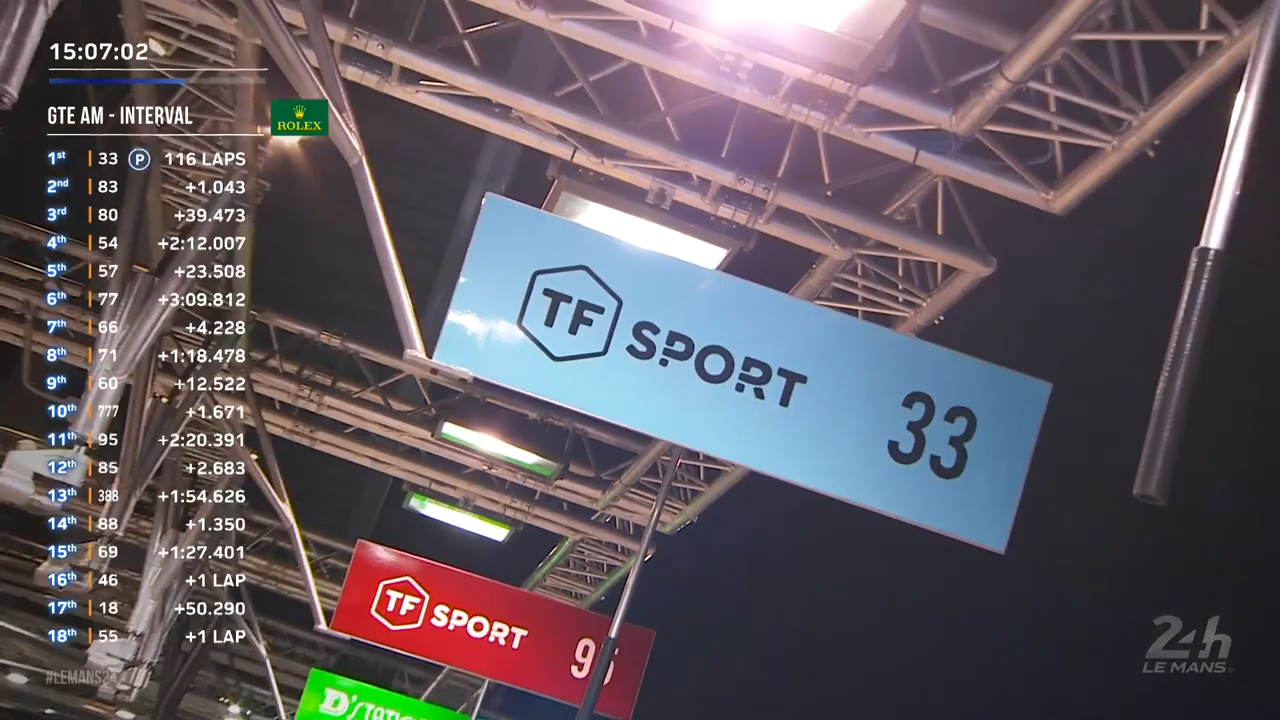 15:07:02
GTE AM - INTERVAL
ROLEX
1st 33 P 116 LAPS
2nd 83 +1.043
3rd 80 +39.473
4th 54 +2:12.007
5th 57 +23.508
6th 77 +3:09.812
7th 66 +4.228
8th 71 +1:18.478
9th 60 +12.522
10th 777 +1.671
11th 95 +2:20.391
12th 85 +2.683
13th 388 +1:54.626
14th 88 +1.350
15th 69 +1:27.401
16th 46 +1 LAP
17th 18 +50.290
18th 55 +1 LAP
TF SPORT 33
TF SPORT
24h
LE MANS